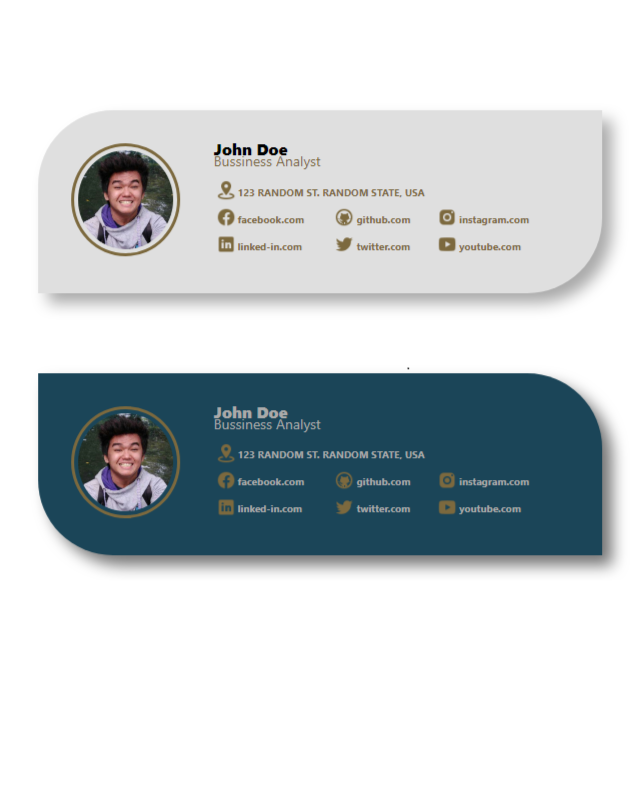 John Doe
Bussiness Analyst
123 RANDOM ST. RANDOM STATE, USA
facebook.com github.com instagram.com
linked-in.com twitter.com youtube.com
.
John Doe
Bussiness Analyst
123 RANDOM ST. RANDOM STATE, USA
facebook.com github.com instagram.com
linked-in.com twitter.com youtube.com